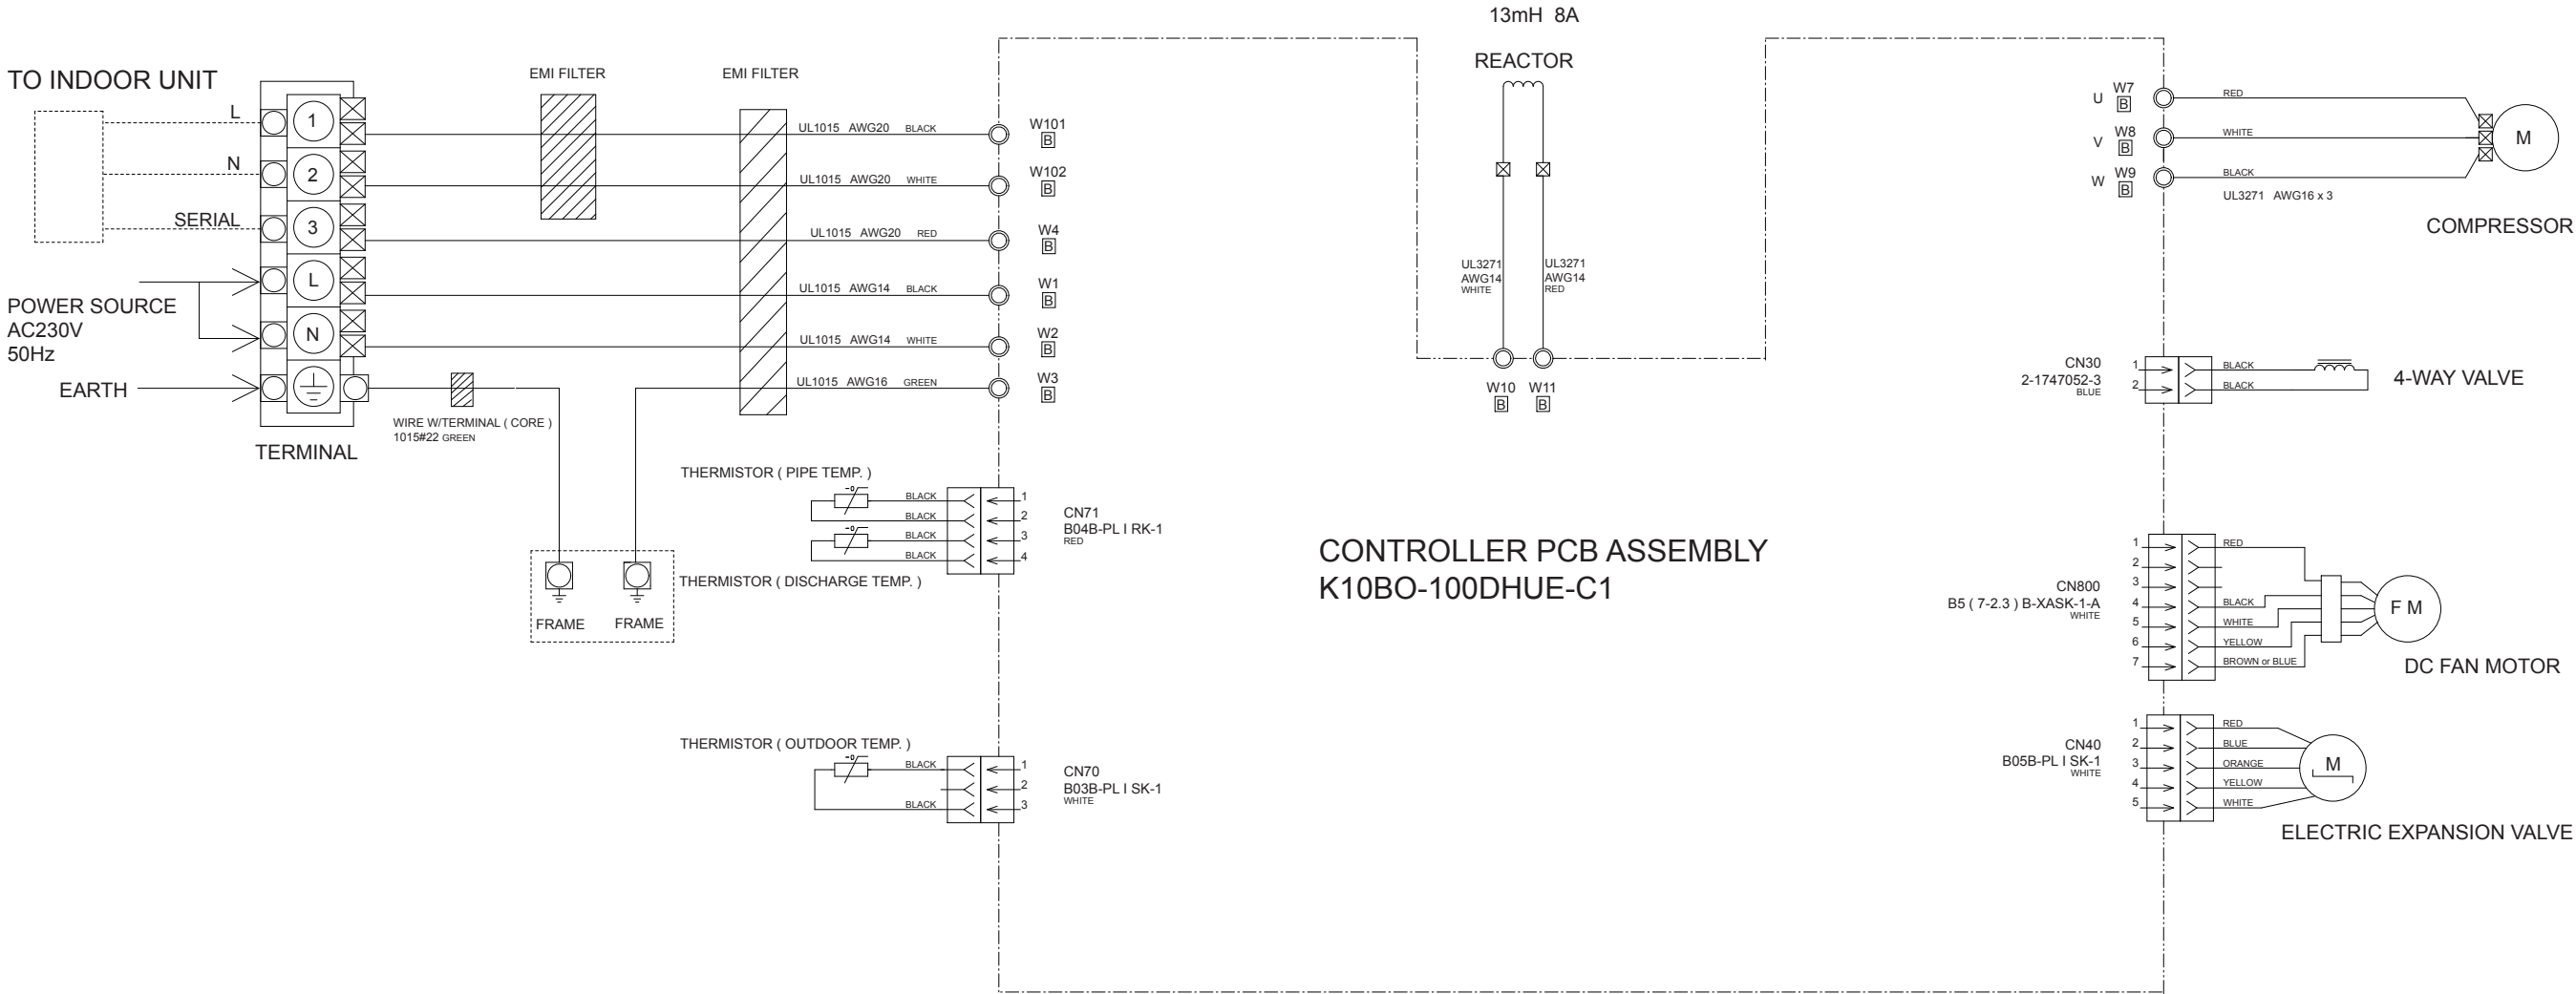 13mH 8A
REACTOR
TO INDOOR UNIT
L
N
SERIAL
POWER SOURCE
AC230V
50Hz
EARTH
1
2
3
L
N
TERMINAL
EMI FILTER
EMI FILTER
UL1015 AWG20 BLACK
UL1015 AWG20 WHITE
UL1015 AWG20 RED
UL1015 AWG14 BLACK
UL1015 AWG14 WHITE
UL1015 AWG16 GREEN
W101
B
W102
B
W4
B
W1
B
W2
B
W3
B
WIRE W/TERMINAL ( CORE )
1015#22 GREEN
FRAME
FRAME
THERMISTOR ( PIPE TEMP. )
-θ
BLACK
BLACK
-θ
BLACK
BLACK
THERMISTOR ( DISCHARGE TEMP. )
1
2
3
4
CN71
B04B-PL I RK-1
RED
THERMISTOR ( OUTDOOR TEMP. )
-θ
BLACK
BLACK
1
2
3
CN70
B03B-PL I SK-1
WHITE
UL3271
AWG14
WHITE
UL3271
AWG14
RED
W10
B
W11
B
CONTROLLER PCB ASSEMBLY
K10BO-100DHUE-C1
U W7
B
V W8
B
W W9
B
RED
WHITE
BLACK
UL3271 AWG16 x 3
M
COMPRESSOR
CN30
2-1747052-3
BLUE
1
2
BLACK
BLACK
4-WAY VALVE
CN800
B5 ( 7-2.3 ) B-XASK-1-A
WHITE
1
2
3
4
5
6
7
RED
BLACK
WHITE
YELLOW
BROWN or BLUE
F M
DC FAN MOTOR
CN40
B05B-PL I SK-1
WHITE
1
2
3
4
5
RED
BLUE
ORANGE
YELLOW
WHITE
M
ELECTRIC EXPANSION VALVE